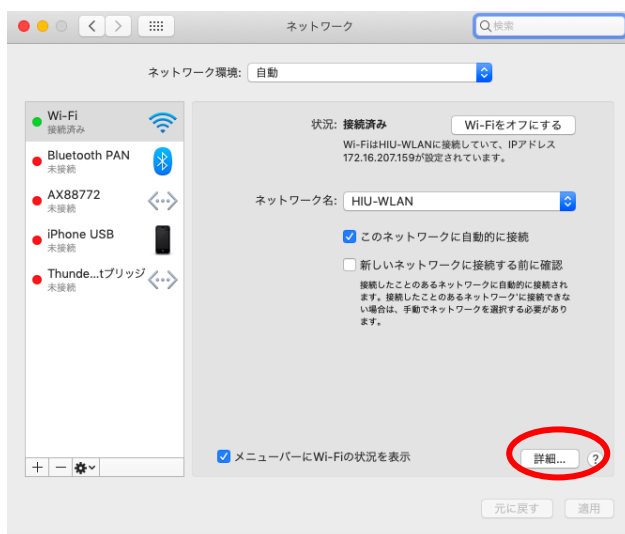 ネットワーク
検索
ネットワーク環境: 自動
Wi-Fi
接続済み
Bluetooth PAN
未接続
AX88772
未接続
iPhone USB
未接続
Thunde...tブリッジ
未接続
状況: 接続済み
Wi-Fiをオフにする
Wi-FiはHIU-WLANに接続していて、IPアドレス
172.16.207.159が設定されています。
ネットワーク名: HIU-WLAN
このネットワークに自動的に接続
新しいネットワークに接続する前に確認
接続したことのあるネットワークに自動的に接続され
ます。接続したことのあるネットワークに接続できな
い場合は、手動でネットワークを選択する必要があり
ます。
メニューバーにWi-Fiの状況を表示
詳細...
?
元に戻す
適用